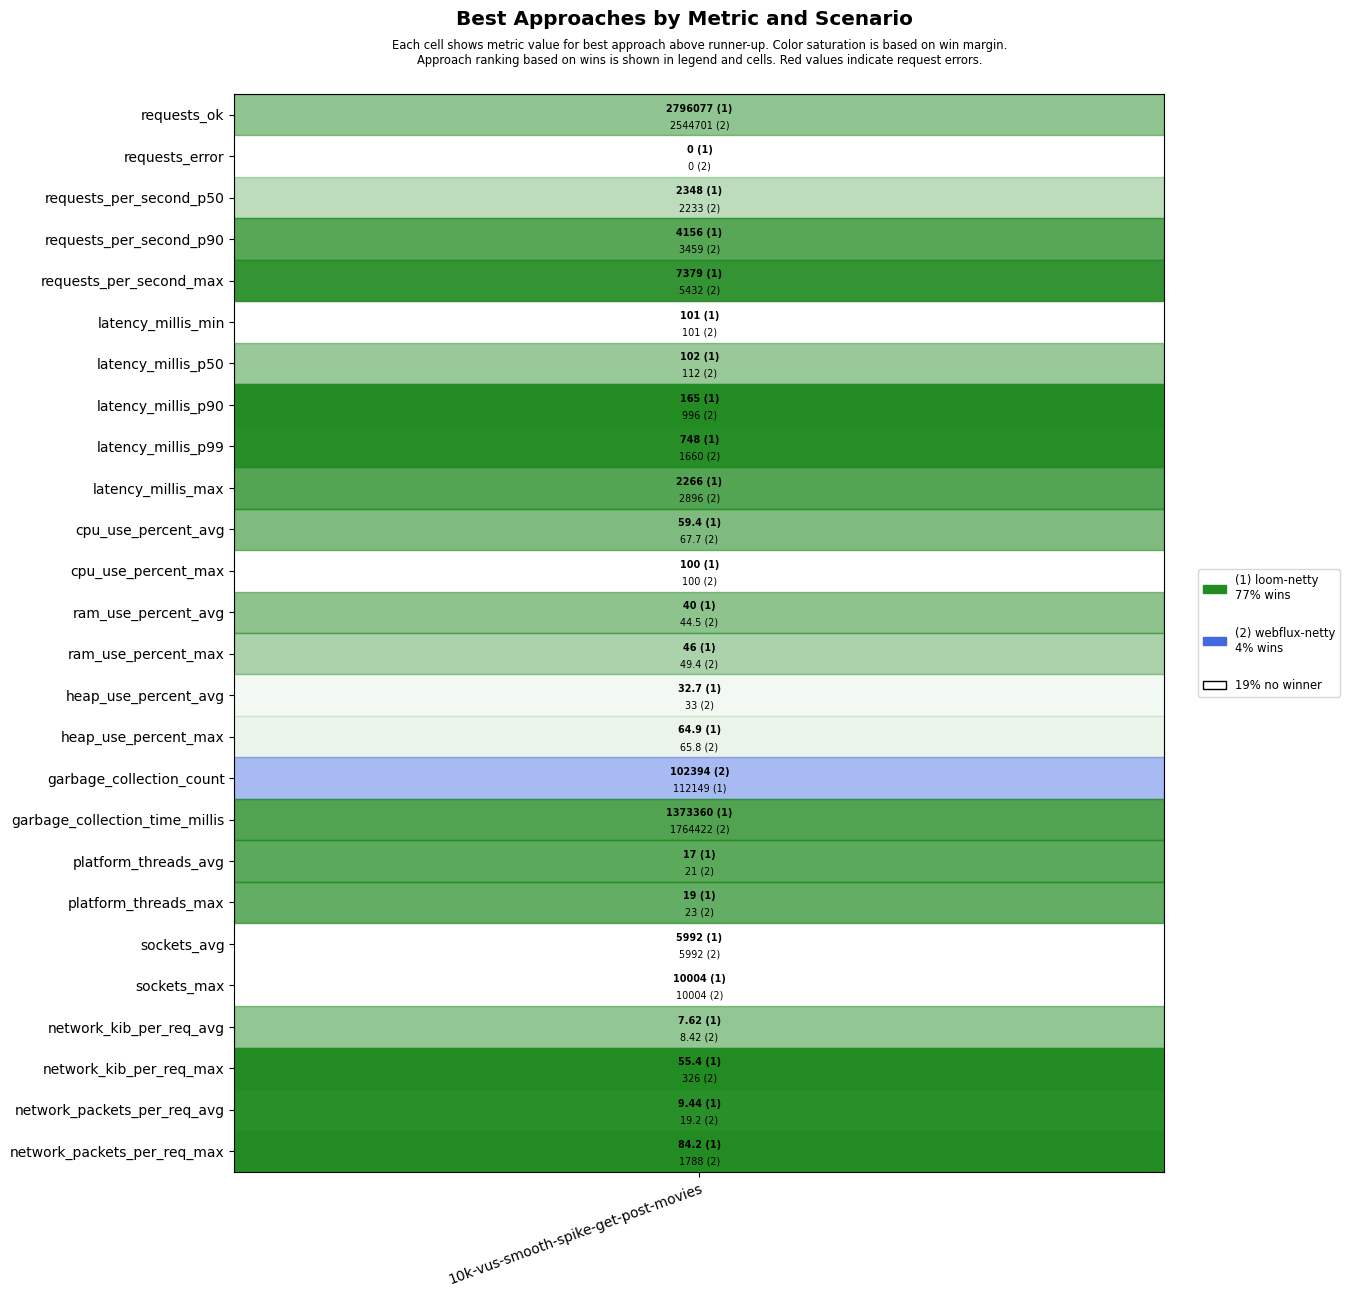 Best Approaches by Metric and Scenario
Each cell shows metric value for best approach above runner-up. Color saturation is based on win margin.
Approach ranking based on wins is shown in legend and cells. Red values indicate request errors.
requests_ok
2796077 (1)
2544701 (2)
requests_error
0 (1)
0 (2)
requests_per_second_p50
2348 (1)
2233 (2)
requests_per_second_p90
4156 (1)
3459 (2)
requests_per_second_max
7379 (1)
5432 (2)
latency_millis_min
101 (1)
101 (2)
latency_millis_p50
102 (1)
112 (2)
latency_millis_p90
165 (1)
996 (2)
latency_millis_p99
748 (1)
1660 (2)
latency_millis_max
2266 (1)
2896 (2)
cpu_use_percent_avg
59.4 (1)
67.7 (2)
cpu_use_percent_max
100 (1)
100 (2)
ram_use_percent_avg
40 (1)
44.5 (2)
ram_use_percent_max
46 (1)
49.4 (2)
heap_use_percent_avg
32.7 (1)
33 (2)
heap_use_percent_max
64.9 (1)
65.8 (2)
garbage_collection_count
102394 (2)
112149 (1)
garbage_collection_time_millis
1373360 (1)
1764422 (2)
platform_threads_avg
17 (1)
21 (2)
platform_threads_max
19 (1)
23 (2)
sockets_avg
5992 (1)
5992 (2)
sockets_max
10004 (1)
10004 (2)
network_kib_per_req_avg
7.62 (1)
8.42 (2)
network_kib_per_req_max
55.4 (1)
326 (2)
network_packets_per_req_avg
9.44 (1)
19.2 (2)
network_packets_per_req_max
84.2 (1)
1788 (2)
10k-vus-smooth-spike-get-post-movies
(1) loom-netty
77% wins
(2) webflux-netty
4% wins
19% no winner